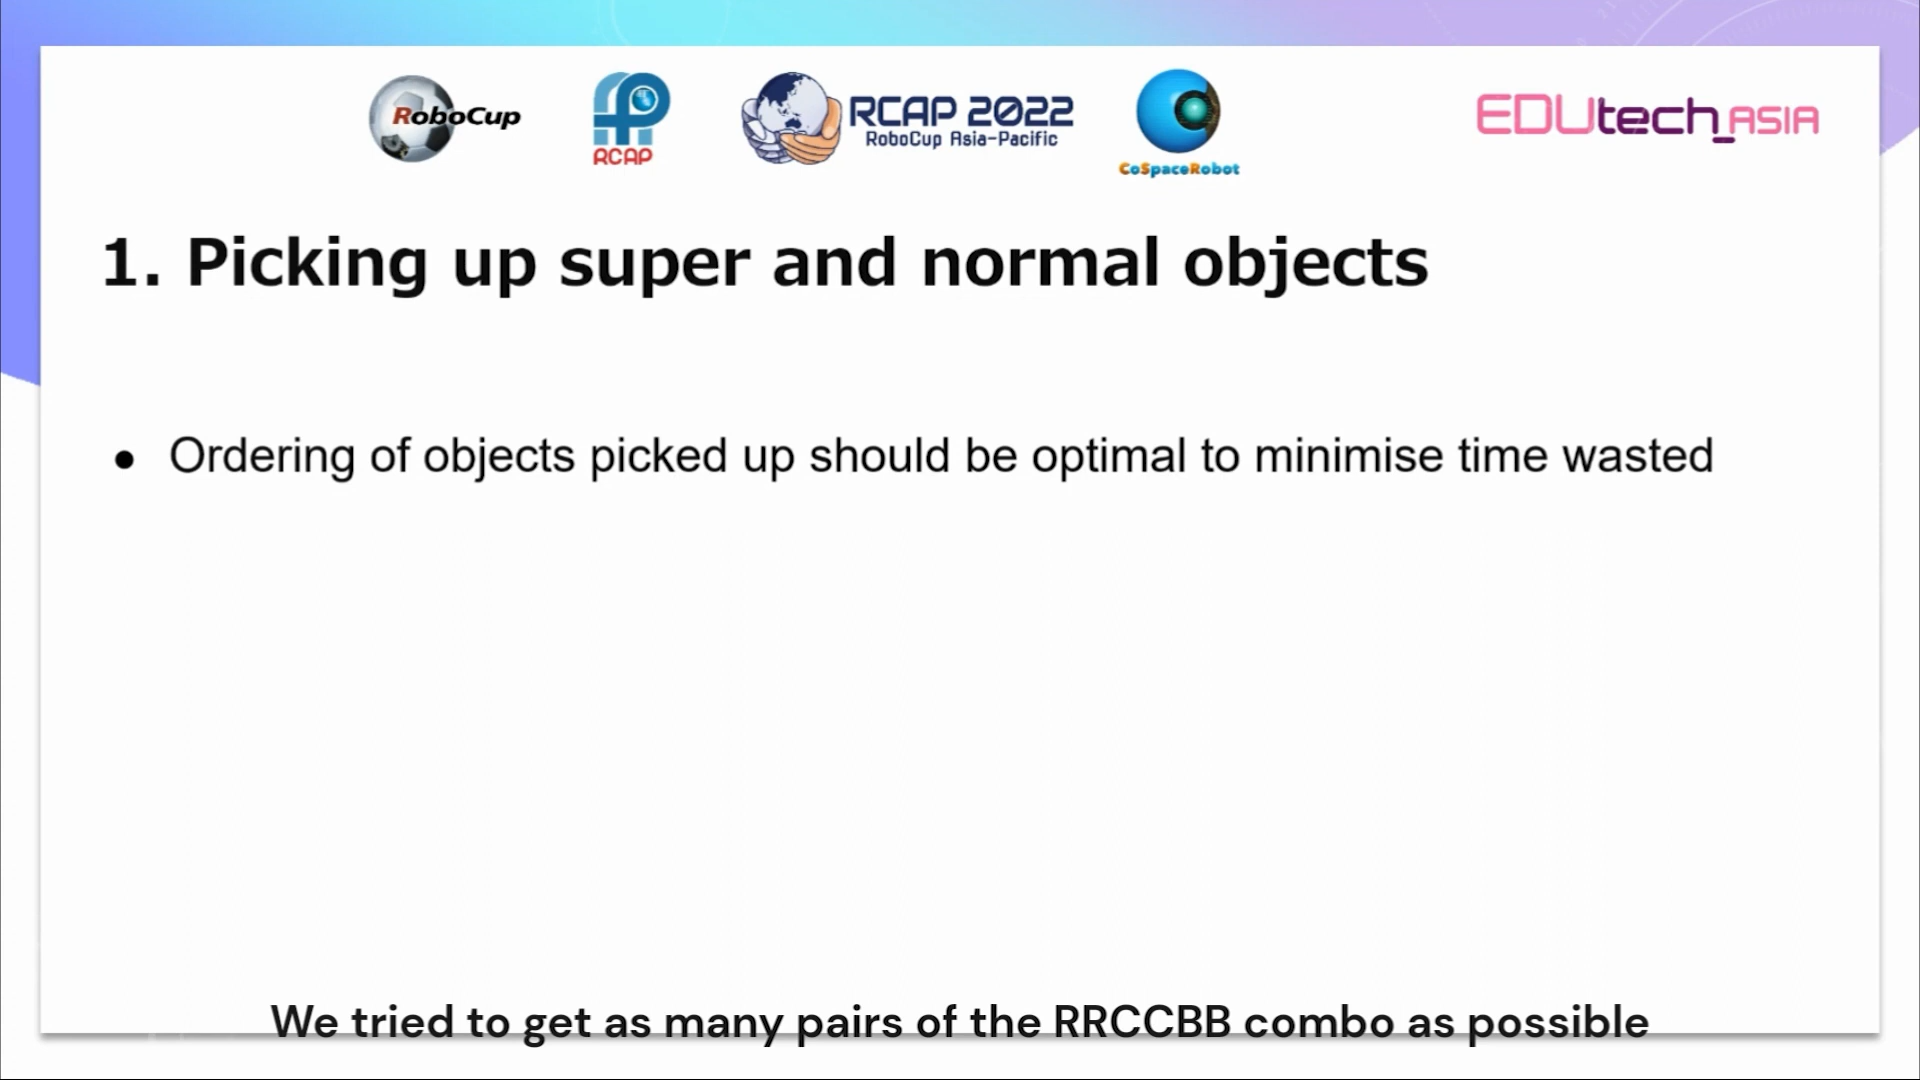 RoboCup
RCAP
RCAP 2022
RoboCup Asia-Pacific
CoSpaceRobot
EDUtech_ASIA
1. Picking up super and normal objects
● Ordering of objects picked up should be optimal to minimise time wasted
We tried to get as many pairs of the RRCCBB combo as possible